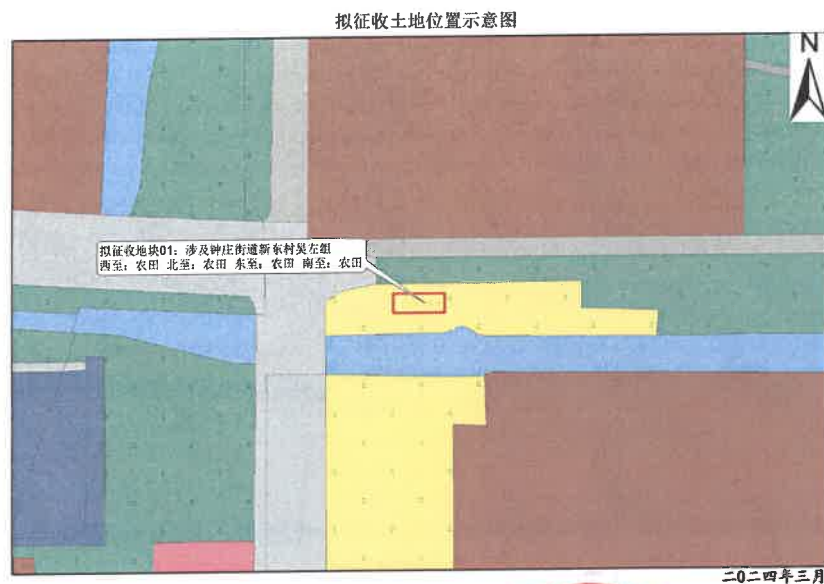 拟征收土地位置示意图
N
拟征收地块01：涉及钟庄街道新东村吴左组
西至：农田 北至：农田 东至：农田 南至：农田
二0二四年三月